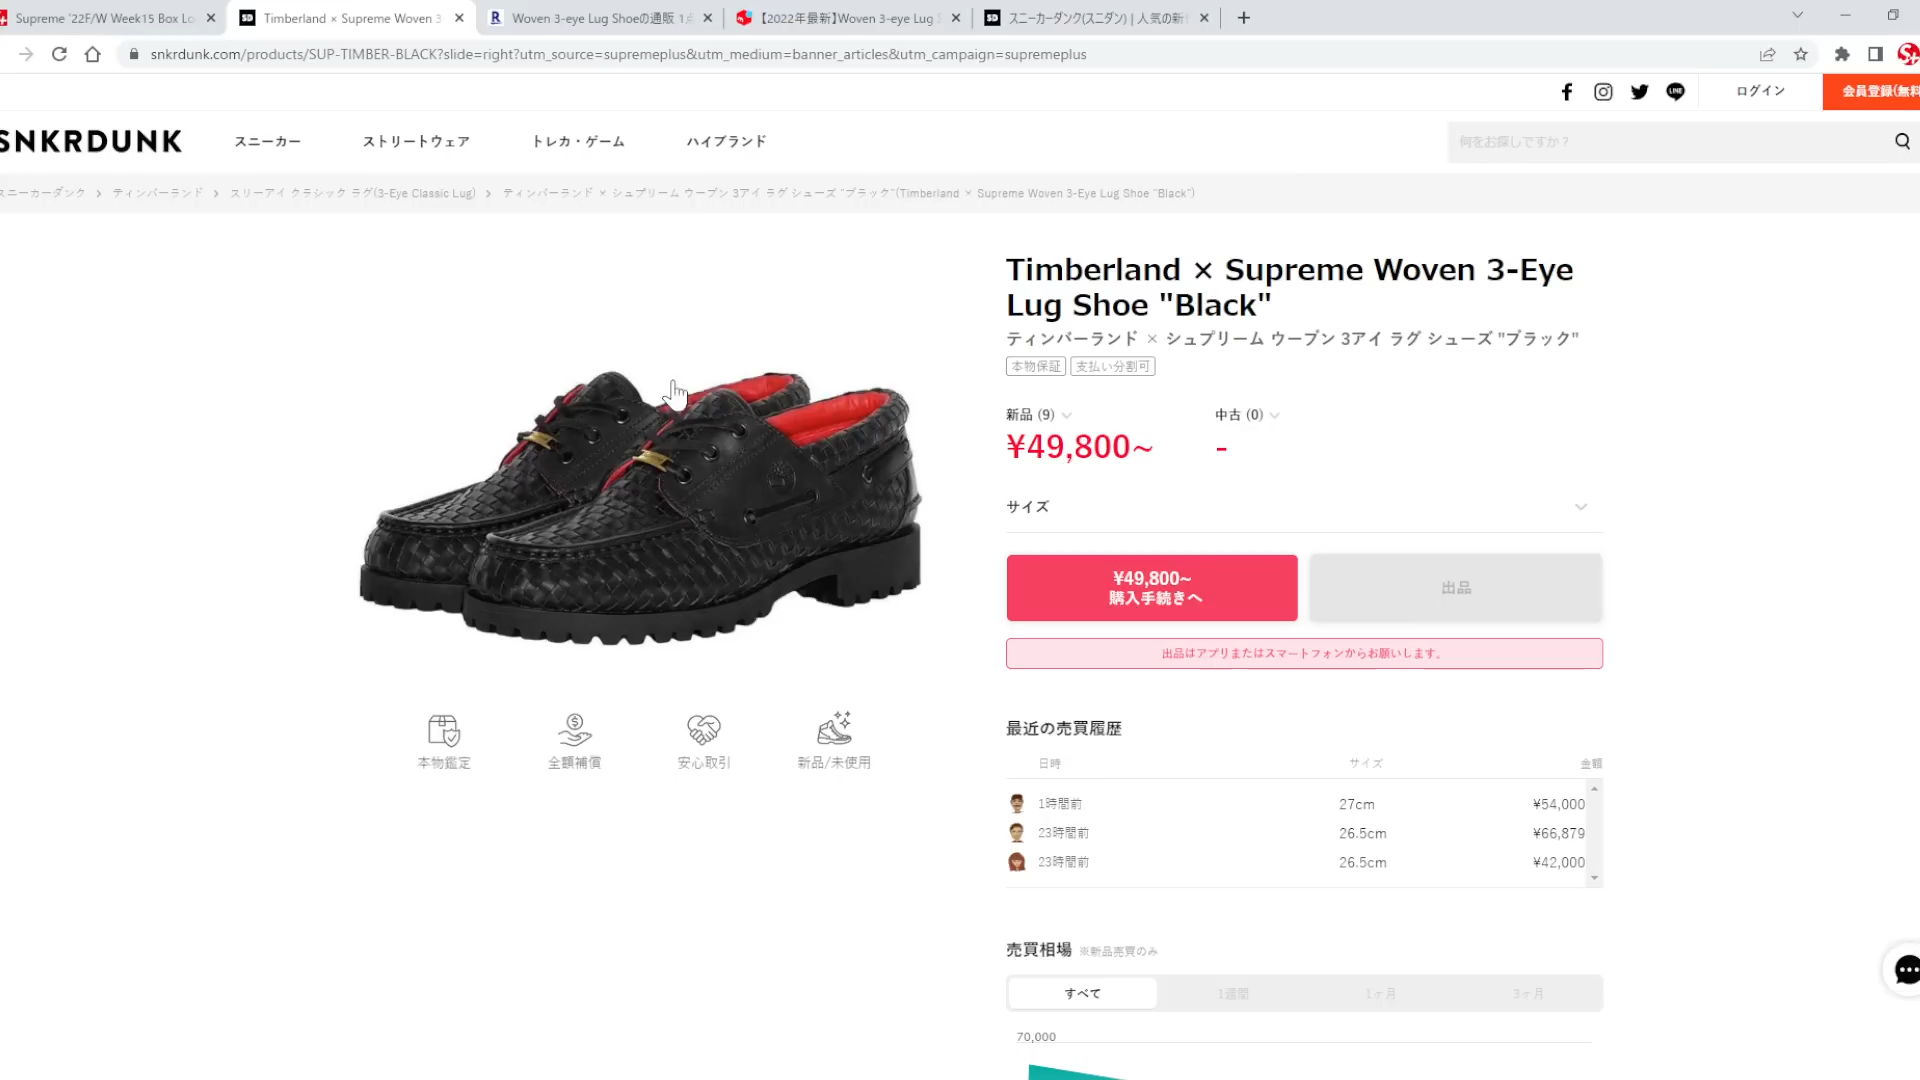 Supreme '22F/W Week15 Box Lo
Timberland × Supreme Woven 3
Woven 3-eye Lug Shoeの通販 1点
【2022年最新】Woven 3-eye Lug
スニーカーダンク(スニダン) | 人気の新
snkrdunk.com/products/SUP-TIMBER-BLACK?slide=right?utm_source=supremeplus&utm_medium=banner_articles&utm_campaign=supremeplus
ログイン
会員登録(無料
SNKRDUNK
スニーカー
ストリートウェア
トレカ・ゲーム
ハイブランド
何をお探しですか?
スニーカーダンク > ティンバーランド > スリーアイ クラシック ラグ(3-Eye Classic Lug) > ティンバーランド × シュプリーム ウーブン 3アイ ラグ シューズ "ブラック"(Timberland × Supreme Woven 3-Eye Lug Shoe "Black")
Timberland × Supreme Woven 3-Eye
Lug Shoe "Black"
ティンバーランド × シュプリーム ウーブン 3アイ ラグ シューズ "ブラック"
本物保証 支払い分割可
新品 (9)
中古 (0)
¥49,800~
-
サイズ
¥49,800~
購入手続きへ
出品
出品はアプリまたはスマートフォンからお願いします。
本物鑑定
全額補償
安心取引
新品/未使用
最近の売買履歴
日時 サイズ 金額
1時間前 27cm ¥54,000
23時間前 26.5cm ¥66,879
23時間前 26.5cm ¥42,000
売買相場 ※新品売買のみ
すべて 1週間 1ヶ月 3ヶ月
70,000